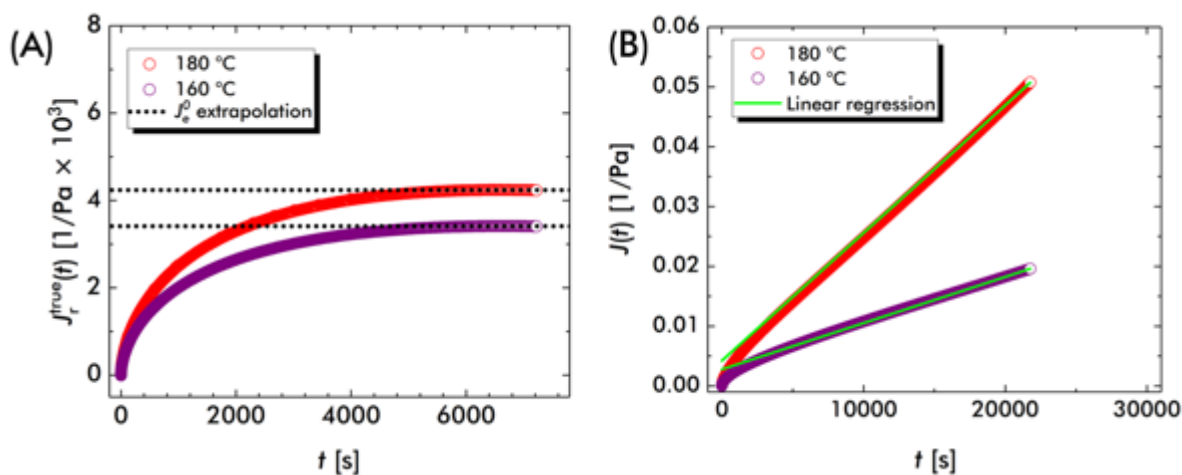 (A)
8
6
4
2
0
J_r^true(t) [1/Pa × 10³]
180 °C
160 °C
J_e^0 extrapolation
0 2000 4000 6000
t [s]
(B)
0.06
0.05
0.04
0.03
0.02
0.01
0.00
J(t) [1/Pa]
180 °C
160 °C
Linear regression
0 10000 20000 30000
t [s]